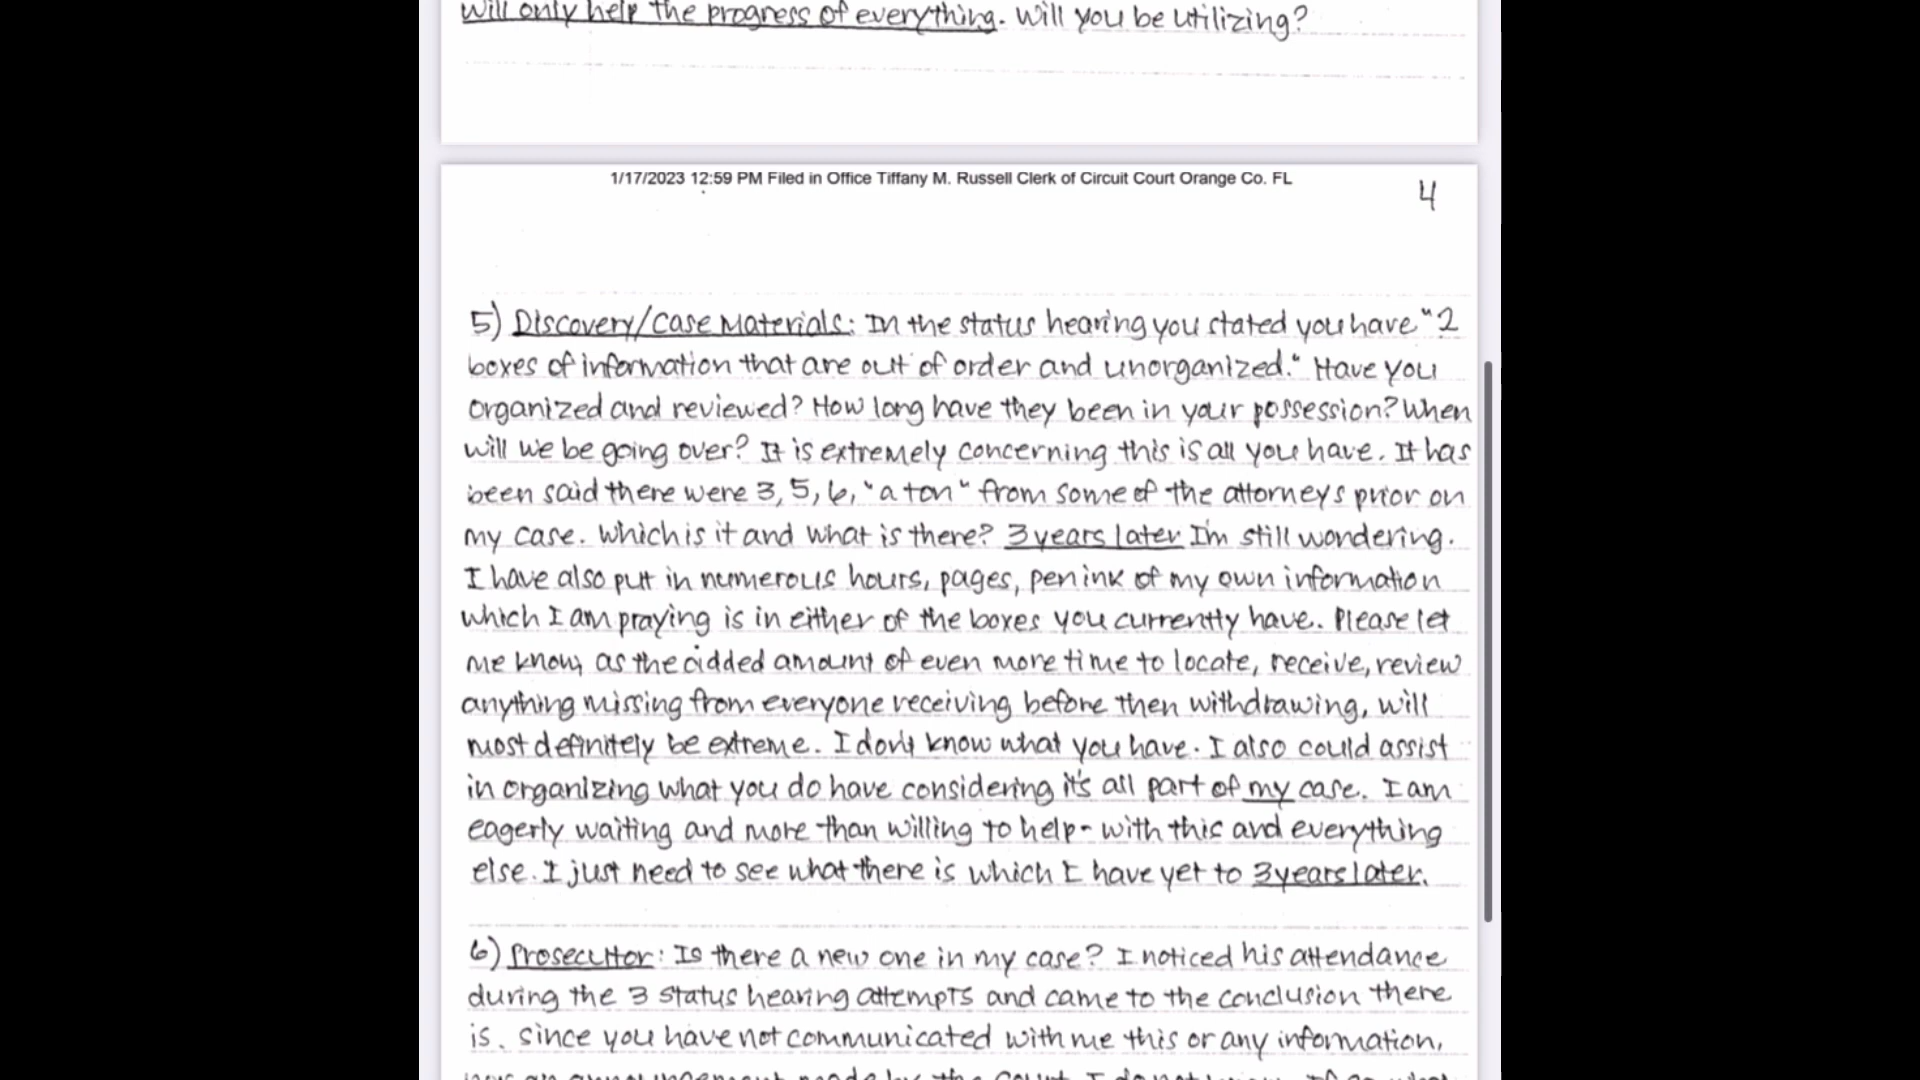 will only help the progress of everything. Will you be utilizing?
1/17/2023 12:59 PM Filed in Office Tiffany M. Russell Clerk of Circuit Court Orange Co. FL
4
5) Discovery/Case Materials: In the status hearing you stated you have "2
boxes of information that are out of order and unorganized." Have you
organized and reviewed? How long have they been in your possession? When
will we be going over? It is extremely concerning this is all you have. It has
been said there were 3, 5, 6, "a ton" from some of the attorneys prior on
my case. Which is it and what is there? 3 years later I'm still wondering.
I have also put in numerous hours, pages, pen ink of my own information
which I am praying is in either of the boxes you currently have. Please let
me know, as the added amount of even more time to locate, receive, review
anything missing from everyone receiving before then withdrawing, will
most definitely be extreme. I don't know what you have. I also could assist
in organizing what you do have considering it's all part of my case. I am
eagerly waiting and more than willing to help - with this and everything
else. I just need to see what there is which I have yet to 3 years later.
6) Prosecutor: Is there a new one in my case? I noticed his attendance
during the 3 status hearing attempts and came to the conclusion there
is. Since you have not communicated with me this or any information,